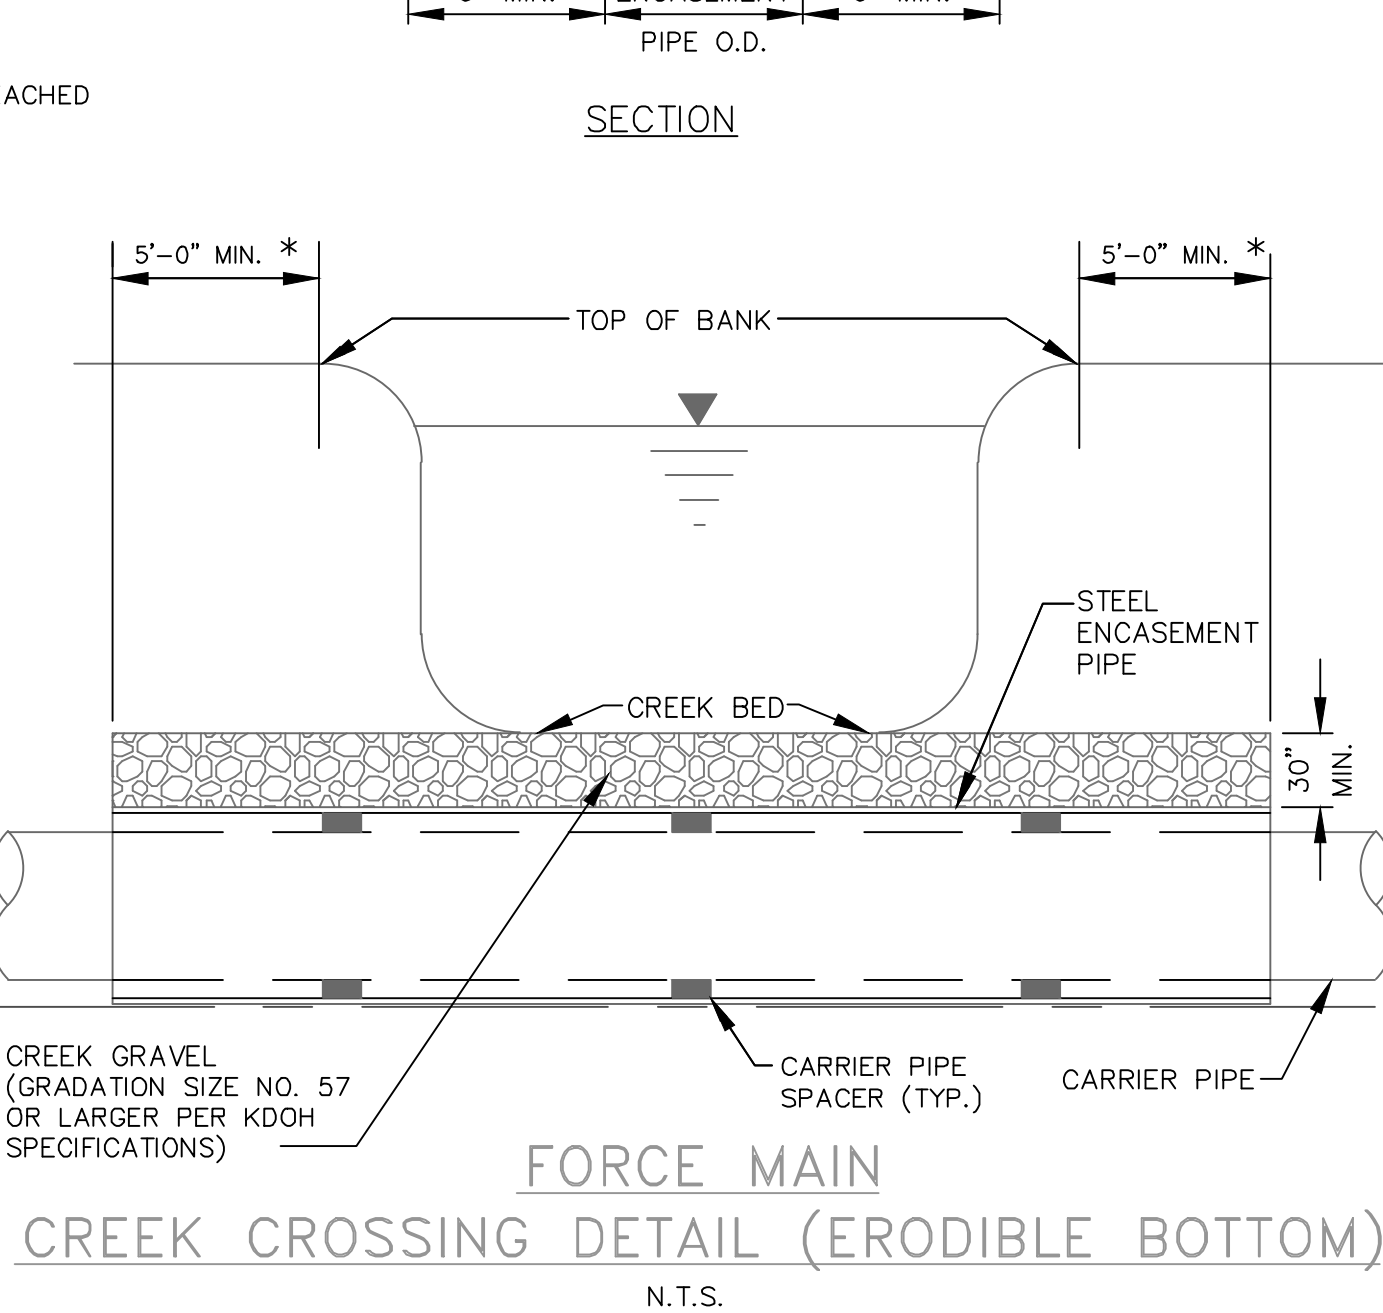 PIPE O.D.
ACHED
SECTION
5'-0" MIN. *
5'-0" MIN. *
TOP OF BANK
STEEL
ENCASEMENT
PIPE
CREEK BED
30"
MIN.
CREEK GRAVEL
(GRADATION SIZE NO. 57
OR LARGER PER KDOH
SPECIFICATIONS)
CARRIER PIPE
SPACER (TYP.)
CARRIER PIPE
FORCE MAIN
CREEK CROSSING DETAIL (ERODIBLE BOTTOM)
N.T.S.